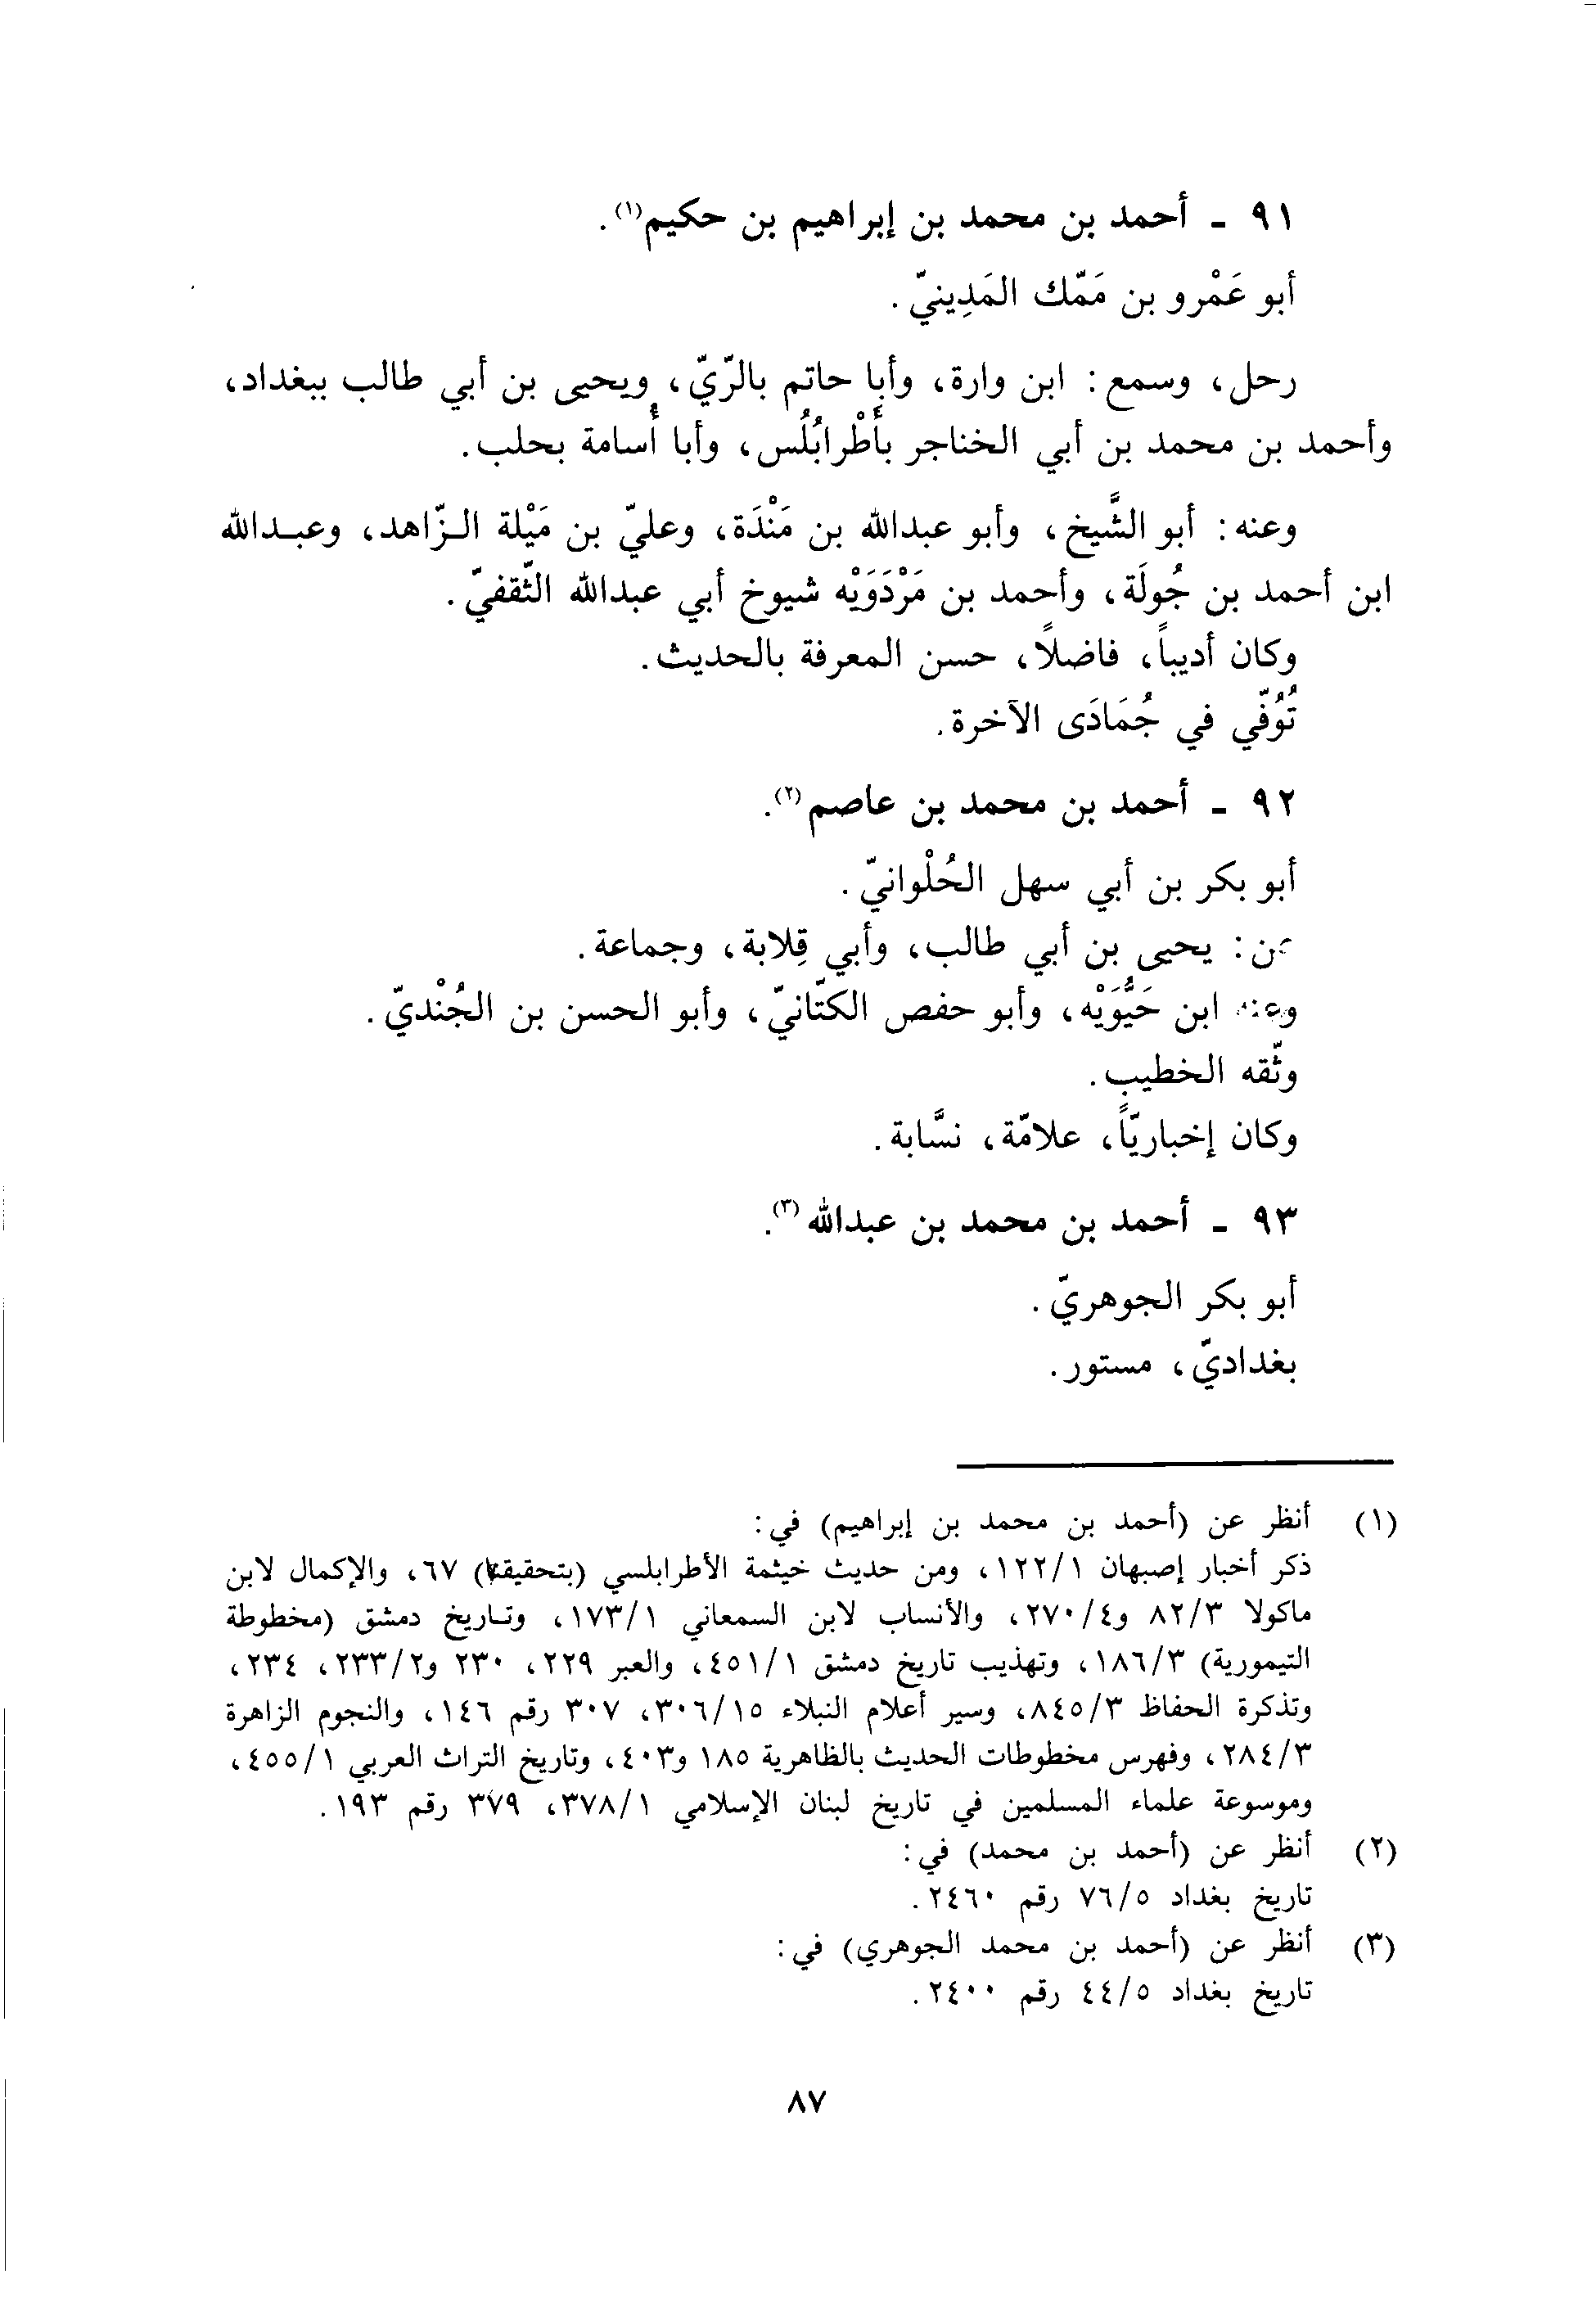 ٩١ - أحمد بن محمد بن إبراهيم بن حكيم(١).
أبو عَمْرو بن مَمّك المَدِينيّ.
رحل، وسمع: ابن وارة، وأبا حاتم بالرّيّ، ويحيى بن أبي طالب ببغداد،
وأحمد بن محمد بن أبي الخناجر بأَطْرابُلُس، وأبا أُسامة بحلب.
وعنه: أبو الشَّيخ، وأبو عبدالله بن مَنْدَة، وعليّ بن مَيْلة الـزّاهد، وعبـدالله
ابن أحمد بن جُولَة، وأحمد بن مَرْدَوَيْه شيوخ أبي عبدالله الثّقفيّ.
وكان أديباً، فاضلاً، حسن المعرفة بالحديث.
تُوُفّي في جُمَادَى الآخرة.
٩٢ - أحمد بن محمد بن عاصم(٢).
أبو بكر بن أبي سهل الحُلْوانيّ.
عن: يحيى بن أبي طالب، وأبي قِلابة، وجماعة.
وعنه ابن حَيُّوَيْه، وأبو حفص الكتّانيّ، وأبو الحسن بن الجُنْديّ.
وثّقه الخطيب.
وكان إخباريّاً، علامّة، نسَّابة.
٩٣ - أحمد بن محمد بن عبدالله(٣).
أبو بكر الجوهريّ.
بغداديّ، مستور.
(١) أنظر عن (أحمد بن محمد بن إبراهيم) في:
ذكر أخبار إصبهان ١٢٢/١، ومن حديث خيثمة الأطرابلسي (بتحقيقنا) ٦٧، والإكمال لابن
ماكولا ٨٢/٣ و٢٧٠/٤، والأنساب لابن السمعاني ١٧٣/١، وتـاريخ دمشق (مخطوطة
التيمورية) ١٨٦/٣، وتهذيب تاريخ دمشق ٤٥١/١، والعبر ٢٢٩، ٢٣٠ و٢٣٣/٢، ٢٣٤،
وتذكرة الحفاظ ٨٤٥/٣، وسير أعلام النبلاء ٣٠٦/١٥، ٣٠٧ رقم ١٤٦، والنجوم الزاهرة
٢٨٤/٣، وفهرس مخطوطات الحديث بالظاهرية ١٨٥ و٤٠٣، وتاريخ التراث العربي ٤٥٥/١،
وموسوعة علماء المسلمين في تاريخ لبنان الإسلامي ٣٧٨/١، ٣٧٩ رقم ١٩٣.
(٢) أنظر عن (أحمد بن محمد) في:
تاريخ بغداد ٧٦/٥ رقم ٢٤٦٠.
(٣) أنظر عن (أحمد بن محمد الجوهري) في:
تاريخ بغداد ٤٤/٥ رقم ٢٤٠٠.
٨٧